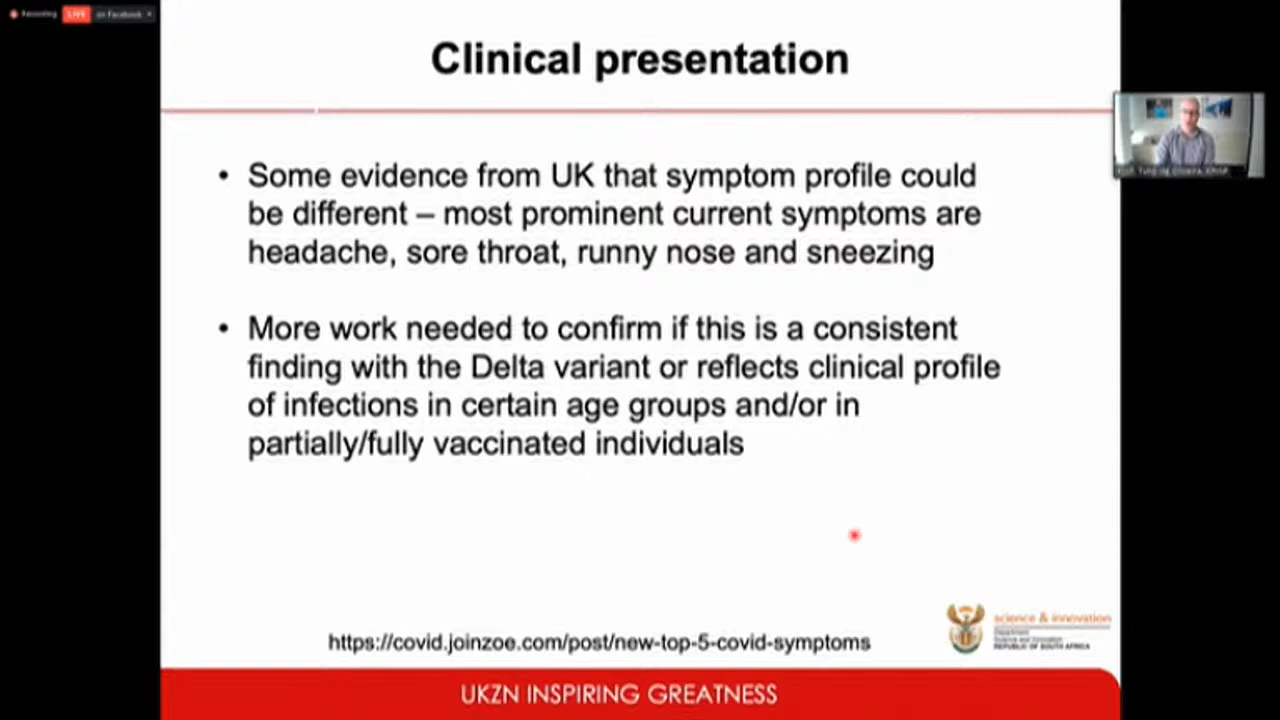 Recording LIVE on Facebook
Clinical presentation
• Some evidence from UK that symptom profile could
be different – most prominent current symptoms are
headache, sore throat, runny nose and sneezing
• More work needed to confirm if this is a consistent
finding with the Delta variant or reflects clinical profile
of infections in certain age groups and/or in
partially/fully vaccinated individuals
https://covid.joinzoe.com/post/new-top-5-covid-symptoms
science & innovation
Department:
Science and Innovation
REPUBLIC OF SOUTH AFRICA
UKZN INSPIRING GREATNESS